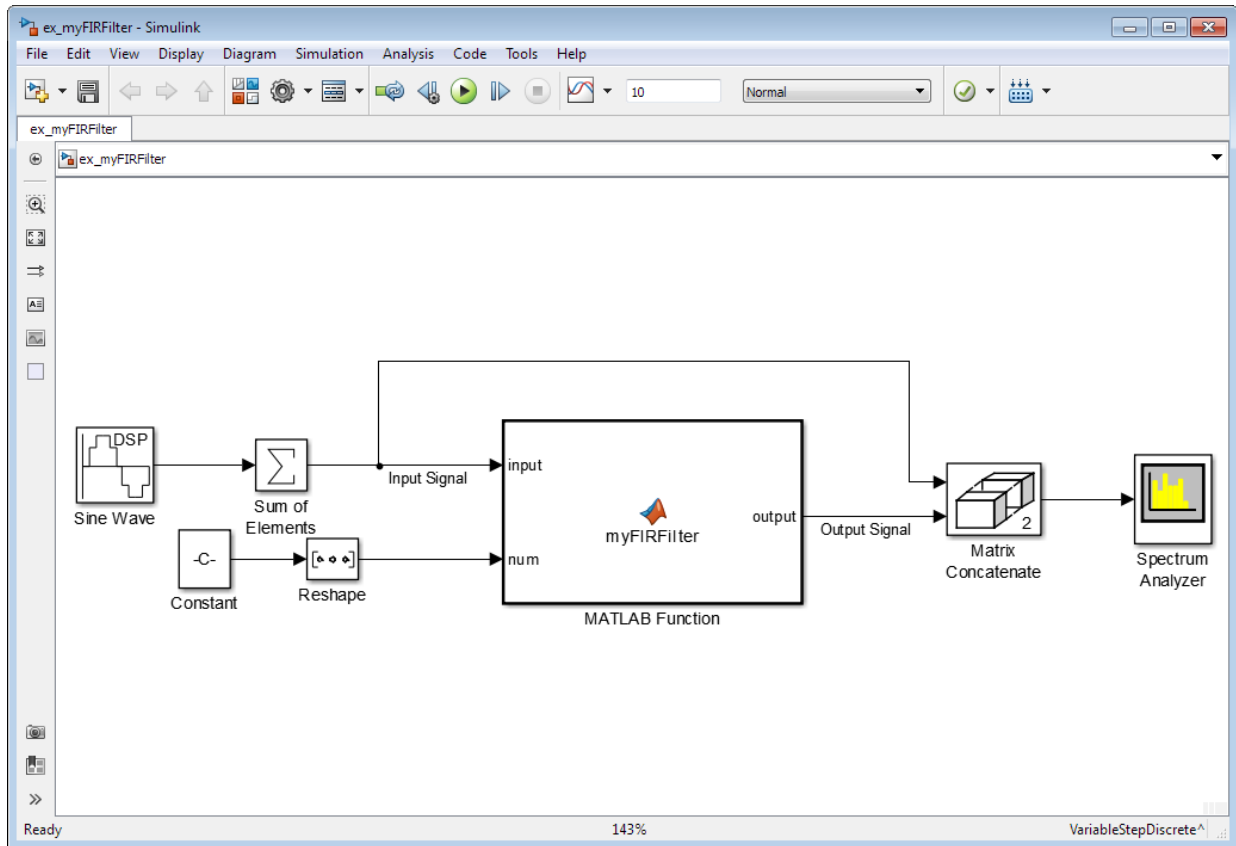 ex_myFIRFilter - Simulink
File Edit View Display Diagram Simulation Analysis Code Tools Help
10 Normal
ex_myFIRFilter
ex_myFIRFilter
DSP
Sine Wave
Sum of
Elements
-C-
Constant
Reshape
Input Signal
input
num
myFIRFilter
output
MATLAB Function
Output Signal
2
Matrix
Concatenate
Spectrum
Analyzer
Ready 143% VariableStepDiscrete^